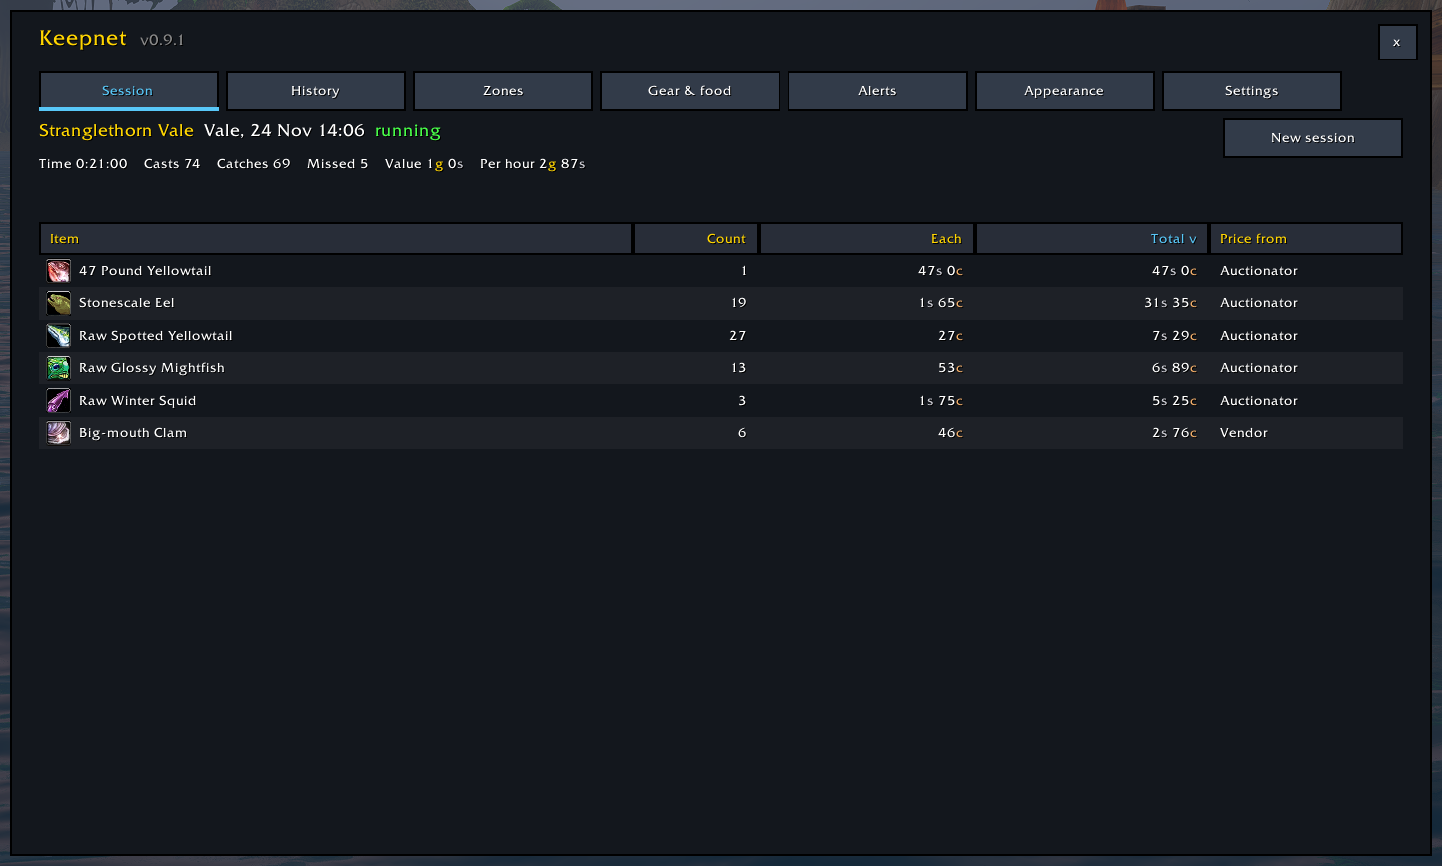 Keepnet v0.9.1
x
Session History Zones Gear & food Alerts Appearance Settings
Stranglethorn Vale Vale, 24 Nov 14:06 running
New session
Time 0:21:00 Casts 74 Catches 69 Missed 5 Value 1g 0s Per hour 2g 87s
Item Count Each Total v Price from
47 Pound Yellowtail 1 47s 0c 47s 0c Auctionator
Stonescale Eel 19 1s 65c 31s 35c Auctionator
Raw Spotted Yellowtail 27 27c 7s 29c Auctionator
Raw Glossy Mightfish 13 53c 6s 89c Auctionator
Raw Winter Squid 3 1s 75c 5s 25c Auctionator
Big-mouth Clam 6 46c 2s 76c Vendor